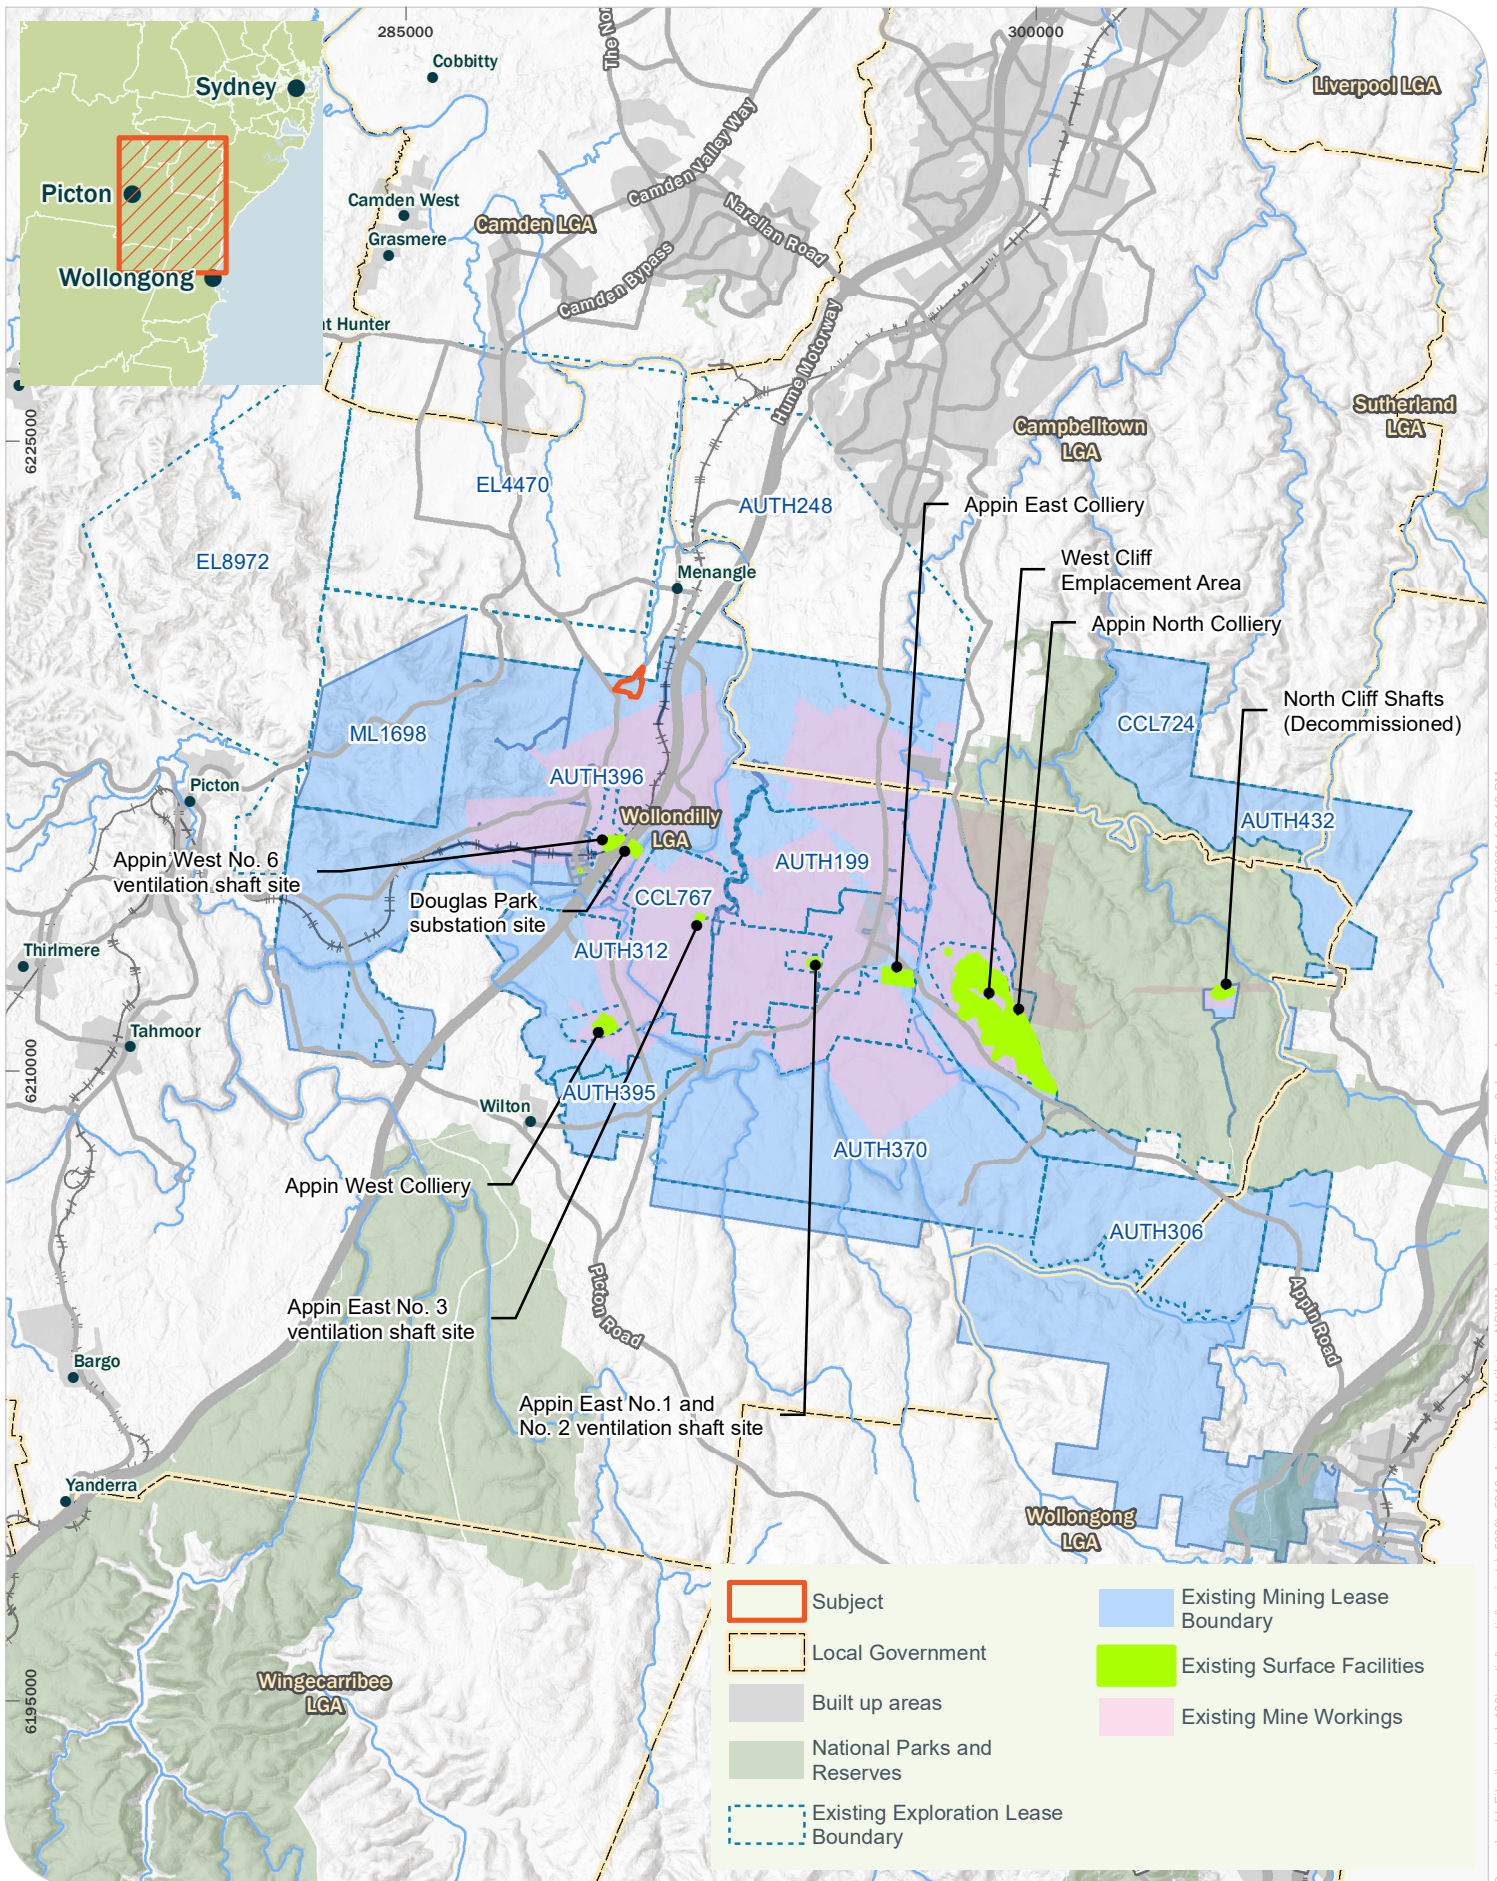 285000
300000
The No
Cobbitty
Liverpool LGA
Sydney
Picton
Wollongong
Camden Valley Way
Camden West
Grasmere
Camden LGA
Narellan Road
Camden Bypass
nt Hunter
Hume Motorway
6225000
Campbelltown
LGA
Sutherland
LGA
EL4470
AUTH248
Appin East Colliery
EL8972
Menangle
West Cliff
Emplacement Area
Appin North Colliery
North Cliff Shafts
(Decommissioned)
ML1698
CCL724
AUTH396
Picton
Wollondilly
LGA
AUTH432
Appin West No. 6
ventilation shaft site
AUTH199
Douglas Park
substation site
CCL767
AUTH312
Thirlmere
Tahmoor
6210000
AUTH395
Wilton
AUTH370
Appin West Colliery
AUTH306
Appin East No. 3
ventilation shaft site
Picton Road
Appin Road
Bargo
Appin East No.1 and
No. 2 ventilation shaft site
Yanderra
Wollongong
LGA
Wingecarribee
LGA
6195000
Subject
Local Government
Built up areas
National Parks and
Reserves
Existing Exploration Lease
Boundary
Existing Mining Lease
Boundary
Existing Surface Facilities
Existing Mine Workings